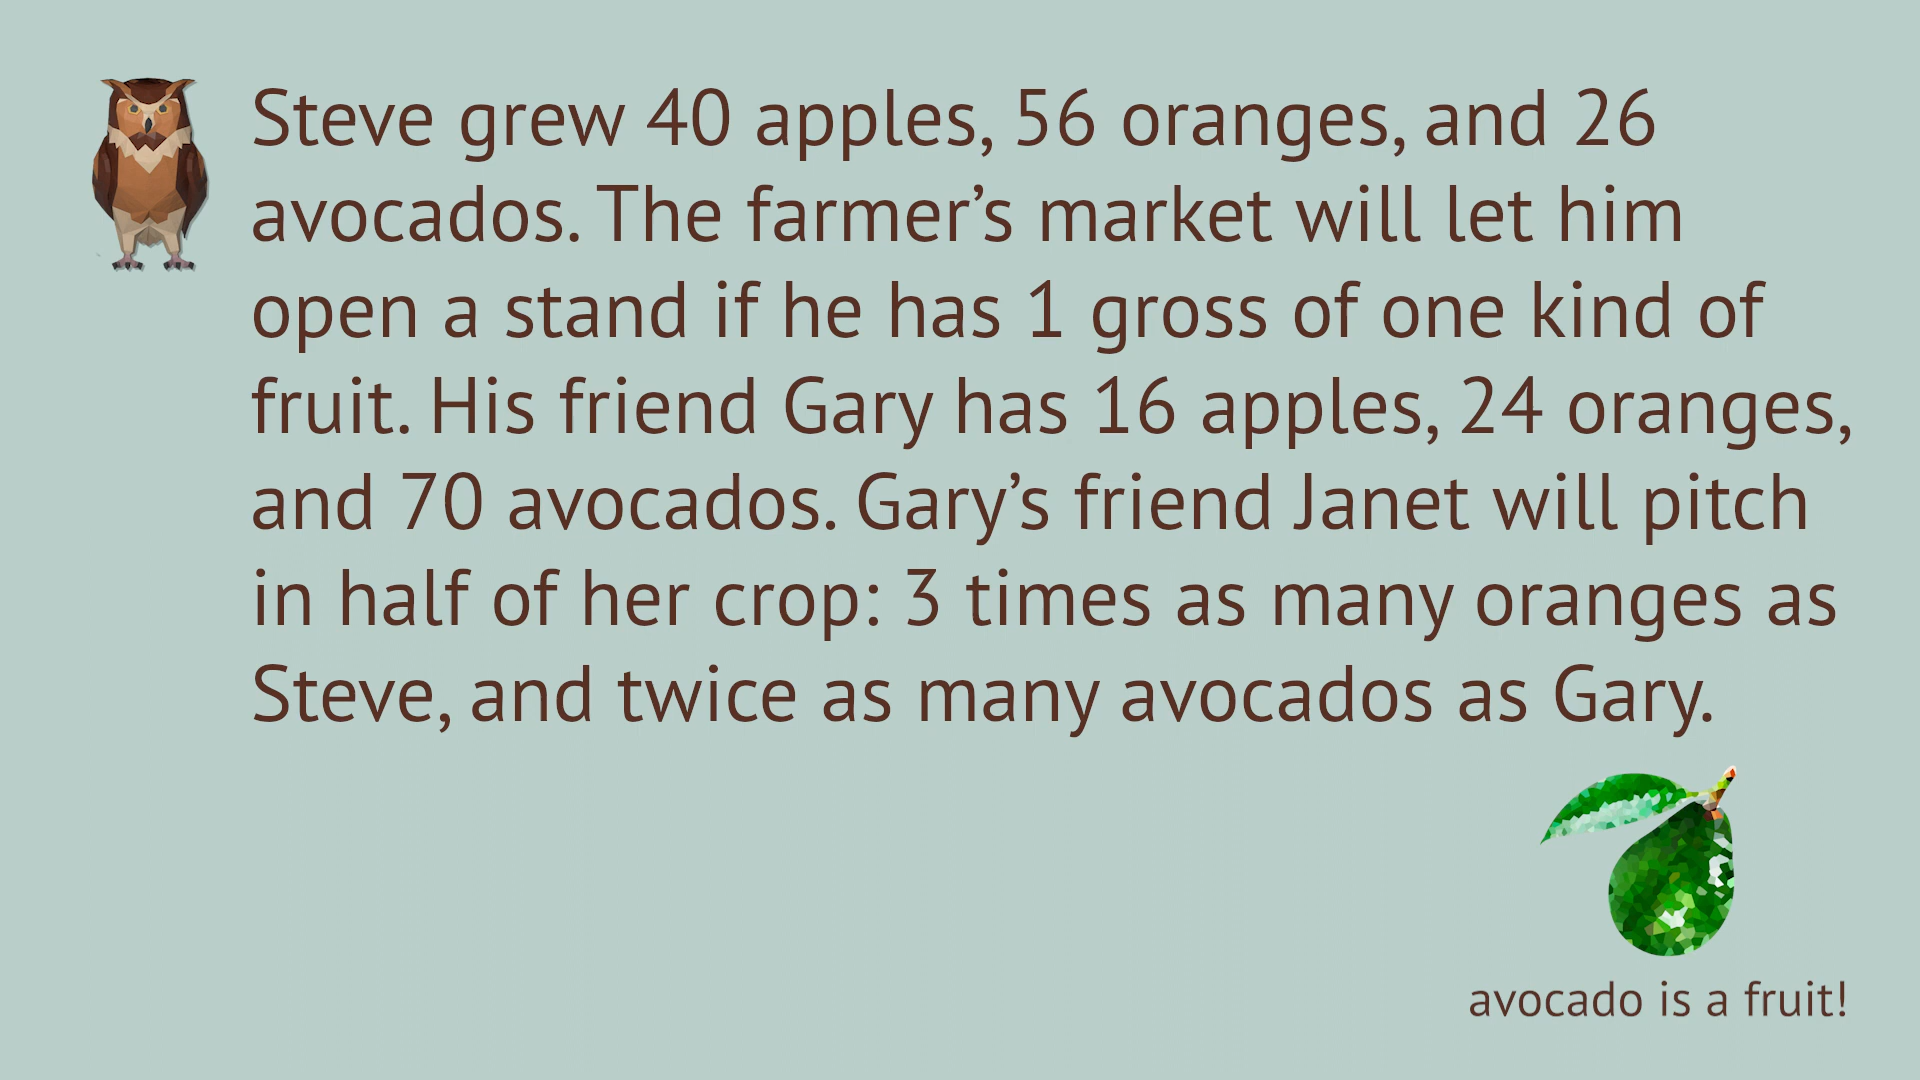 Steve grew 40 apples, 56 oranges, and 26
avocados. The farmer’s market will let him
open a stand if he has 1 gross of one kind of
fruit. His friend Gary has 16 apples, 24 oranges,
and 70 avocados. Gary’s friend Janet will pitch
in half of her crop: 3 times as many oranges as
Steve, and twice as many avocados as Gary.
avocado is a fruit!